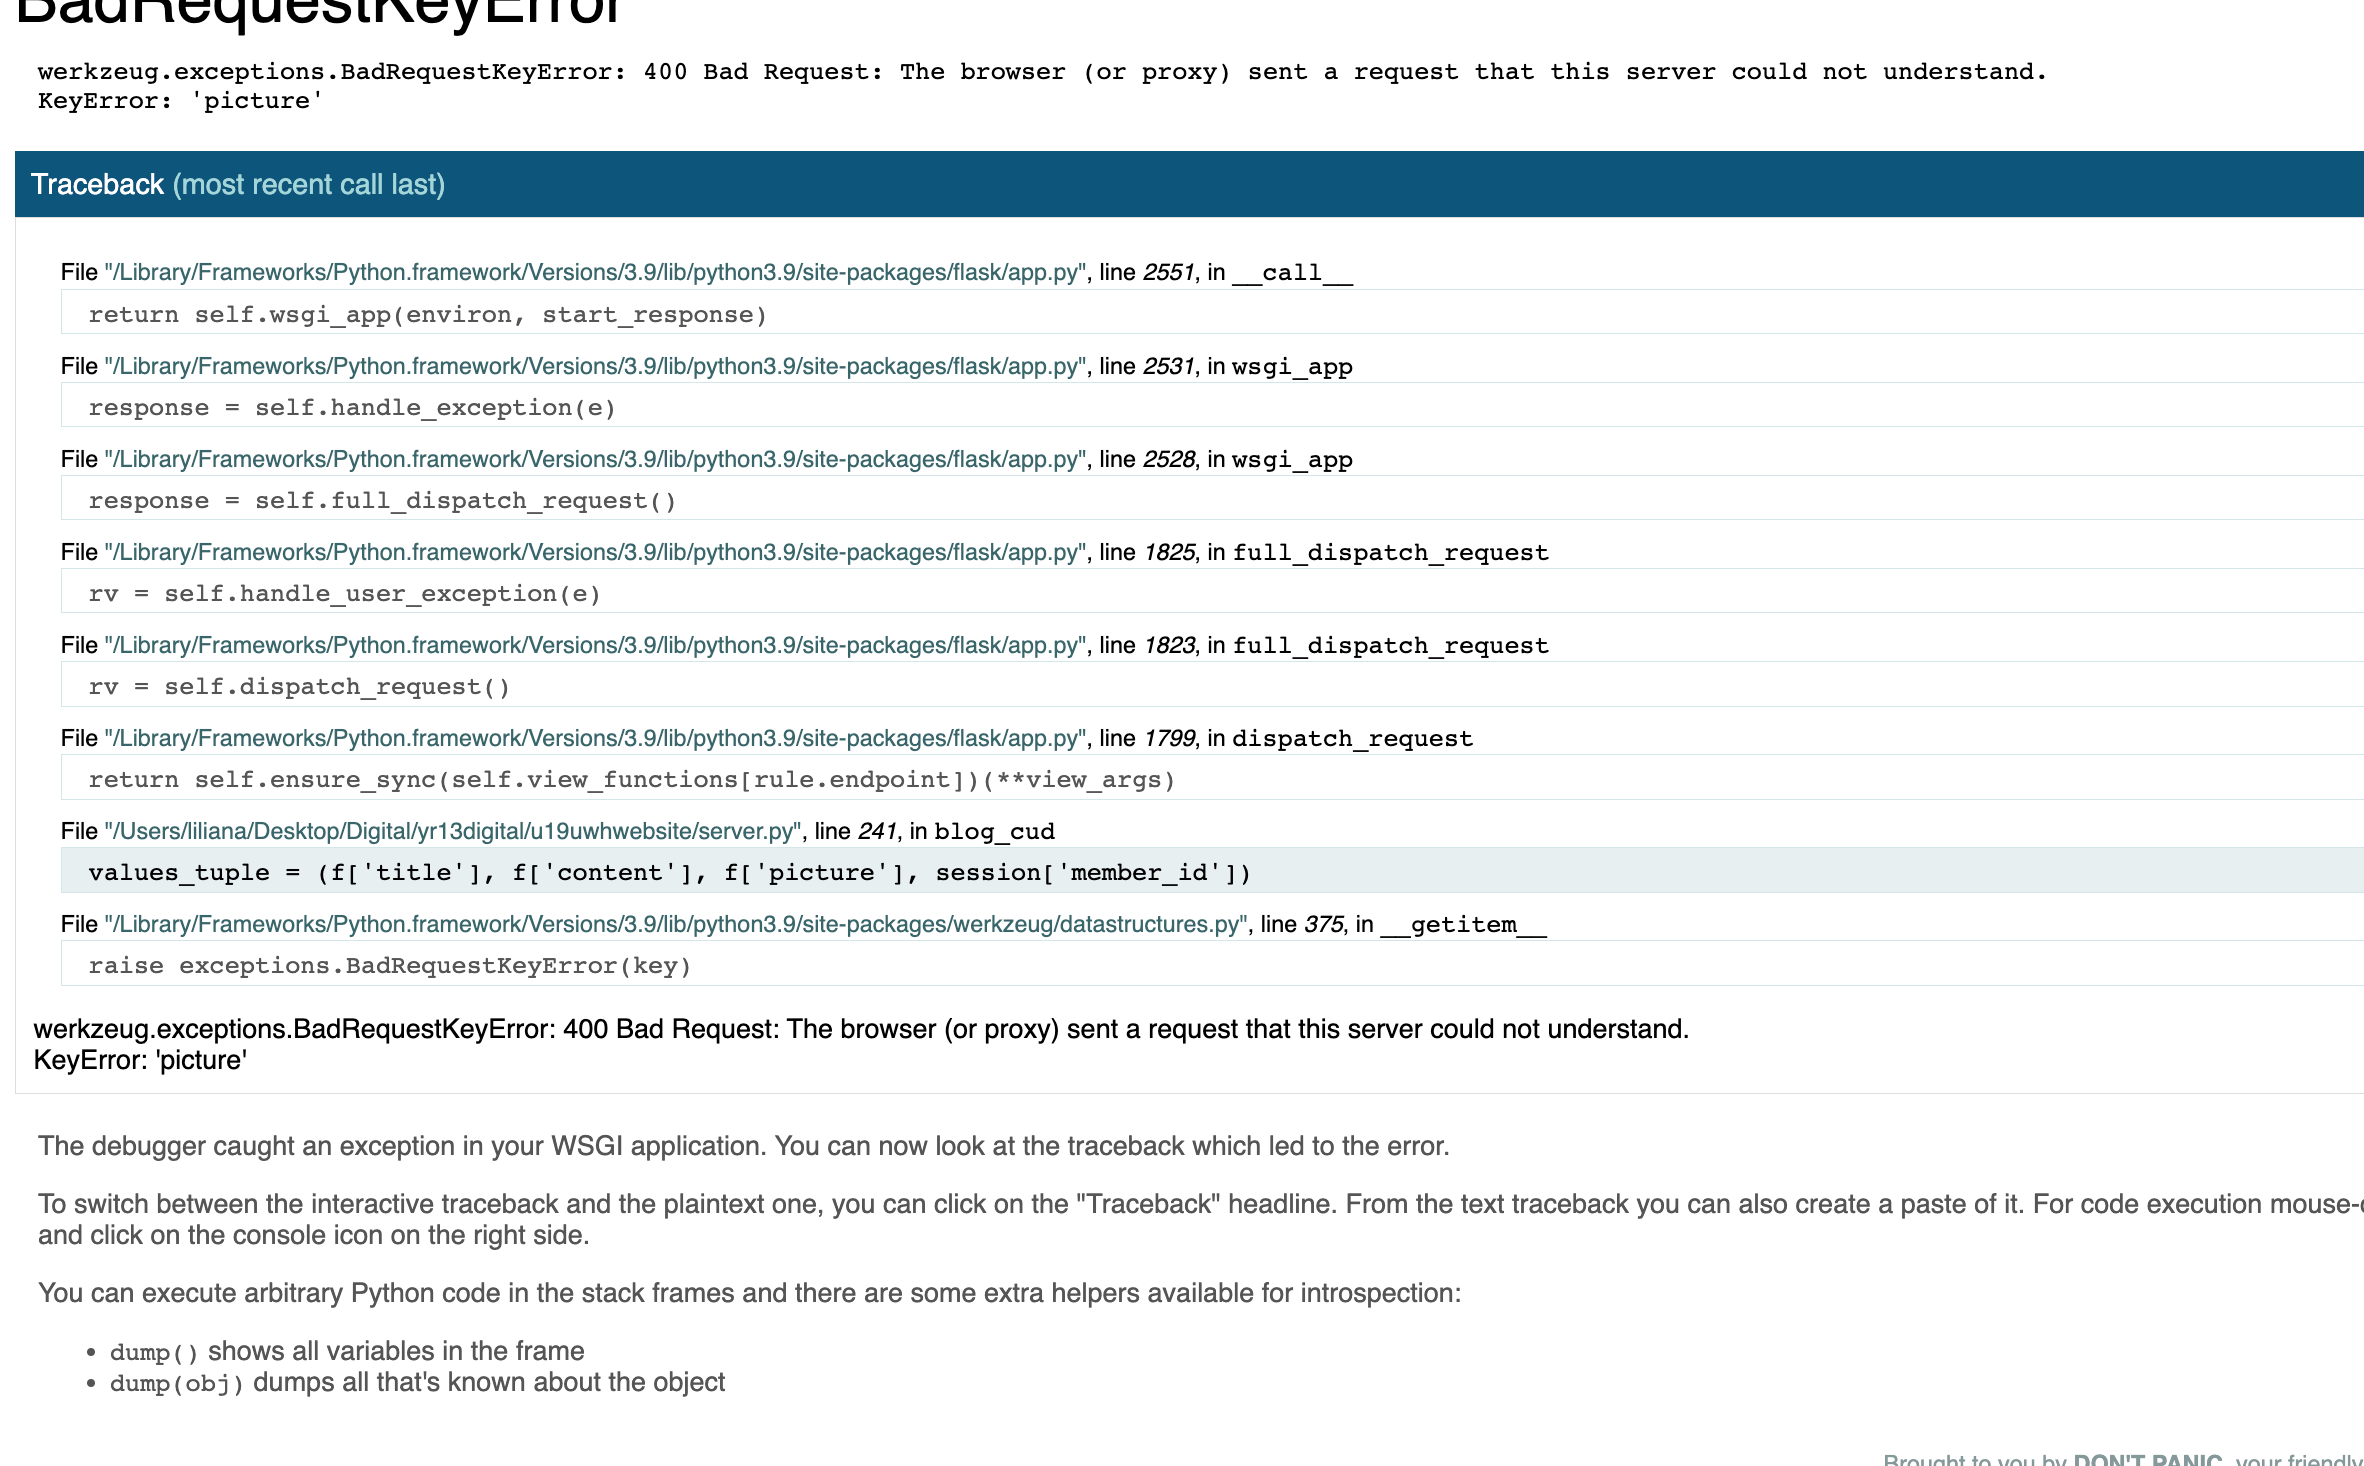 BadRequestKeyError
werkzeug.exceptions.BadRequestKeyError: 400 Bad Request: The browser (or proxy) sent a request that this server could not understand.
KeyError: 'picture'
Traceback (most recent call last)
File "/Library/Frameworks/Python.framework/Versions/3.9/lib/python3.9/site-packages/flask/app.py", line 2551, in __call__
return self.wsgi_app(environ, start_response)
File "/Library/Frameworks/Python.framework/Versions/3.9/lib/python3.9/site-packages/flask/app.py", line 2531, in wsgi_app
response = self.handle_exception(e)
File "/Library/Frameworks/Python.framework/Versions/3.9/lib/python3.9/site-packages/flask/app.py", line 2528, in wsgi_app
response = self.full_dispatch_request()
File "/Library/Frameworks/Python.framework/Versions/3.9/lib/python3.9/site-packages/flask/app.py", line 1825, in full_dispatch_request
rv = self.handle_user_exception(e)
File "/Library/Frameworks/Python.framework/Versions/3.9/lib/python3.9/site-packages/flask/app.py", line 1823, in full_dispatch_request
rv = self.dispatch_request()
File "/Library/Frameworks/Python.framework/Versions/3.9/lib/python3.9/site-packages/flask/app.py", line 1799, in dispatch_request
return self.ensure_sync(self.view_functions[rule.endpoint])(**view_args)
File "/Users/liliana/Desktop/Digital/yr13digital/u19uwhwebsite/server.py", line 241, in blog_cud
values_tuple = (f['title'], f['content'], f['picture'], session['member_id'])
File "/Library/Frameworks/Python.framework/Versions/3.9/lib/python3.9/site-packages/werkzeug/datastructures.py", line 375, in __getitem__
raise exceptions.BadRequestKeyError(key)
werkzeug.exceptions.BadRequestKeyError: 400 Bad Request: The browser (or proxy) sent a request that this server could not understand.
KeyError: 'picture'
The debugger caught an exception in your WSGI application. You can now look at the traceback which led to the error.
To switch between the interactive traceback and the plaintext one, you can click on the "Traceback" headline. From the text traceback you can also create a paste of it. For code execution mouse-
and click on the console icon on the right side.
You can execute arbitrary Python code in the stack frames and there are some extra helpers available for introspection:
• dump() shows all variables in the frame
• dump(obj) dumps all that's known about the object
Brought to you by DON'T PANIC, your friendly